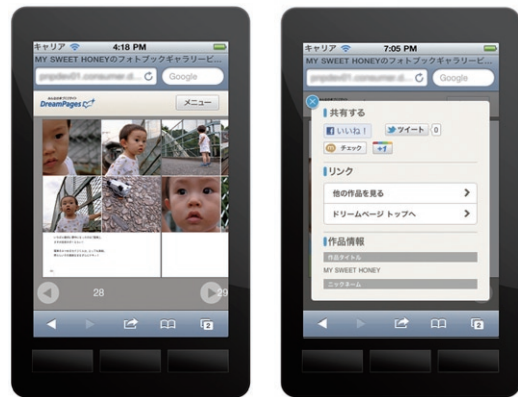 キャリア 4:18 PM
MY SWEET HONEYのフォトブックギャラリービ...
Google
DreamPages
メニュー
28
29
2
キャリア 7:05 PM
MY SWEET HONEYのフォトブックギャラリービ...
Google
共有する
いいね！
ツイート 0
チェック
+1
リンク
他の作品を見る
ドリームページ トップへ
作品情報
作品タイトル
MY SWEET HONEY
ニックネーム
2